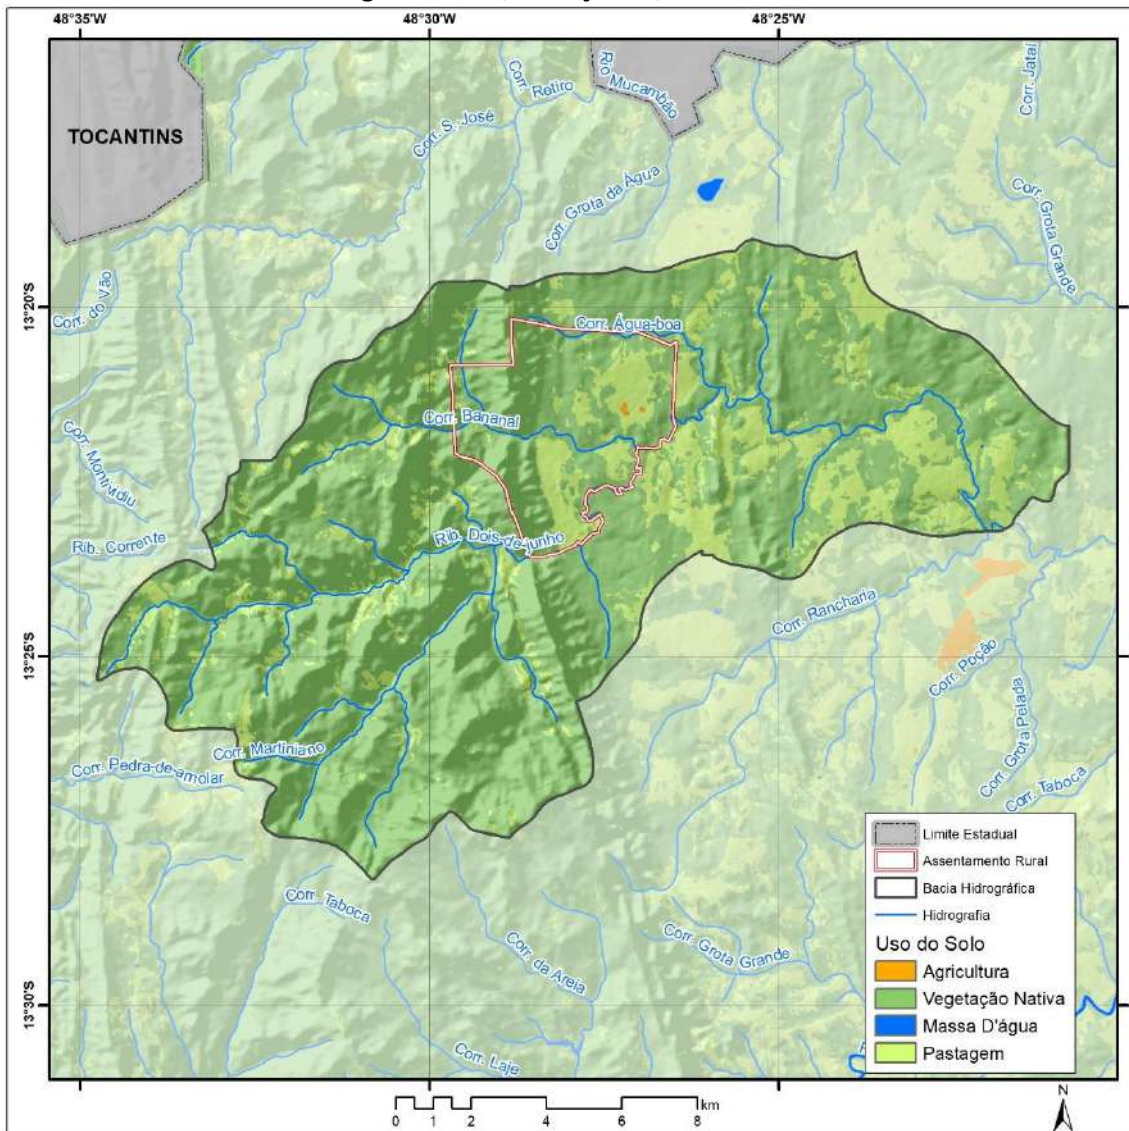 48°35'W
48°30'W
48°25'W
TOCANTINS
Corr. Retiro
Rio Mucambão
Corr. Jataí
Corr. S. José
Corr. Grota da Água
Corr. Grota Grande
Corr. do Vão
13°20'S
Corr. Água-boa
Corr. Bananal
Corr. Montividiu
Rib. Corrente
Rib. Dois-de-junho
Corr. Rancharia
13°25'S
Corr. Poção
Corr. Martiniano
Corr. Pedra-de-amolar
Corr. Grota Pelada
Corr. Taboca
Corr. Taboca
Corr. Grota Grande
Corr. da Areia
13°30'S
Corr. Laje
Limite Estadual
Assentamento Rural
Bacia Hidrográfica
Hidrografia
Uso do Solo
Agricultura
Vegetação Nativa
Massa D'água
Pastagem
0 1 2 4 6 8 km
N